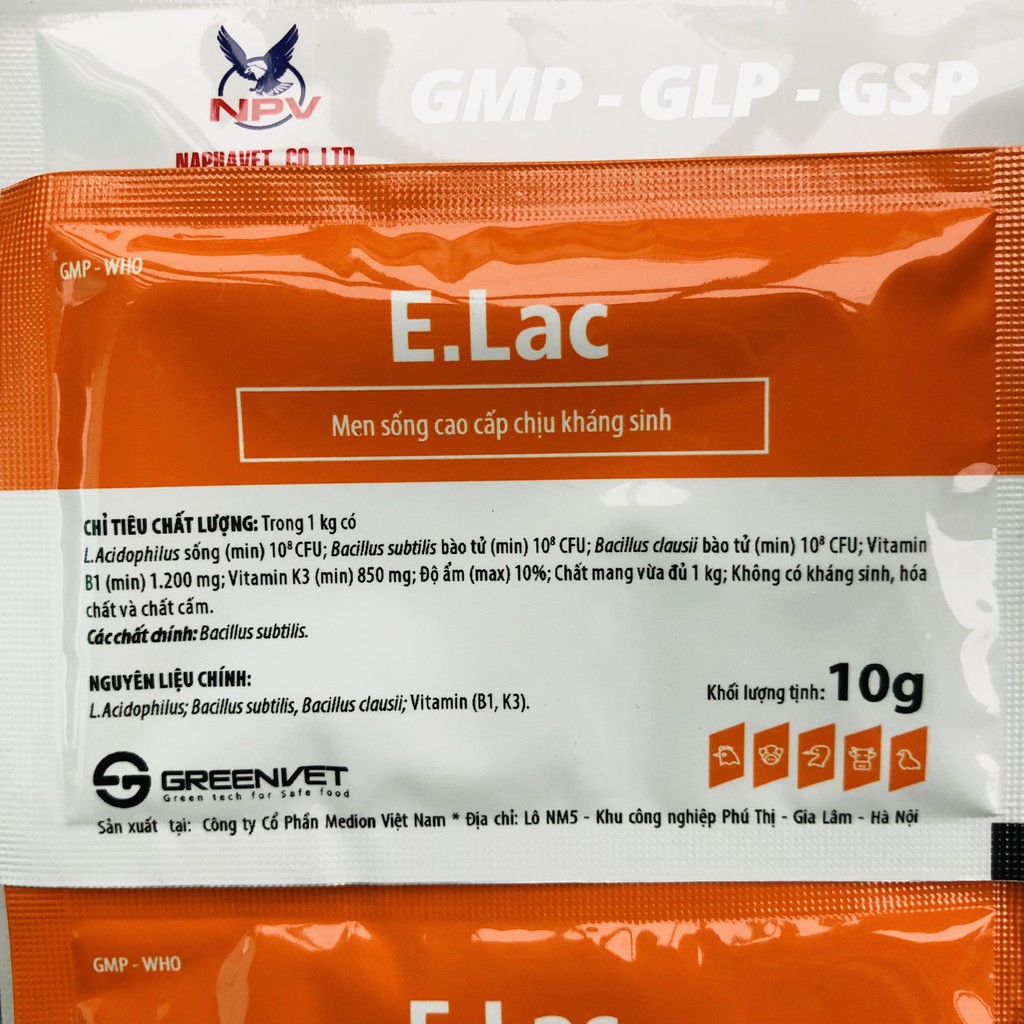 NPV
NAPHAVET CO.LTD
GMP - GLP - GSP
GMP - WHO
E.Lac
Men sống cao cấp chịu kháng sinh
CHỈ TIÊU CHẤT LƯỢNG: Trong 1 kg có
L.Acidophilus sống (min) 10⁸ CFU; Bacillus subtilis bào tử (min) 10⁸ CFU; Bacillus clausii bào tử (min) 10⁸ CFU; Vitamin
B1 (min) 1.200 mg; Vitamin K3 (min) 850 mg; Độ ẩm (max) 10%; Chất mang vừa đủ 1 kg; Không có kháng sinh, hóa
chất và chất cấm.
Các chất chính: Bacillus subtilis.
NGUYÊN LIỆU CHÍNH:
L.Acidophilus; Bacillus subtilis, Bacillus clausii; Vitamin (B1, K3).
Khối lượng tịnh: 10g
GREENVET
Green tech for Safe food
Sản xuất tại: Công ty Cổ Phần Medion Việt Nam * Địa chỉ: Lô NM5 - Khu công nghiệp Phú Thị - Gia Lâm - Hà Nội
GMP - WHO
E.Lac